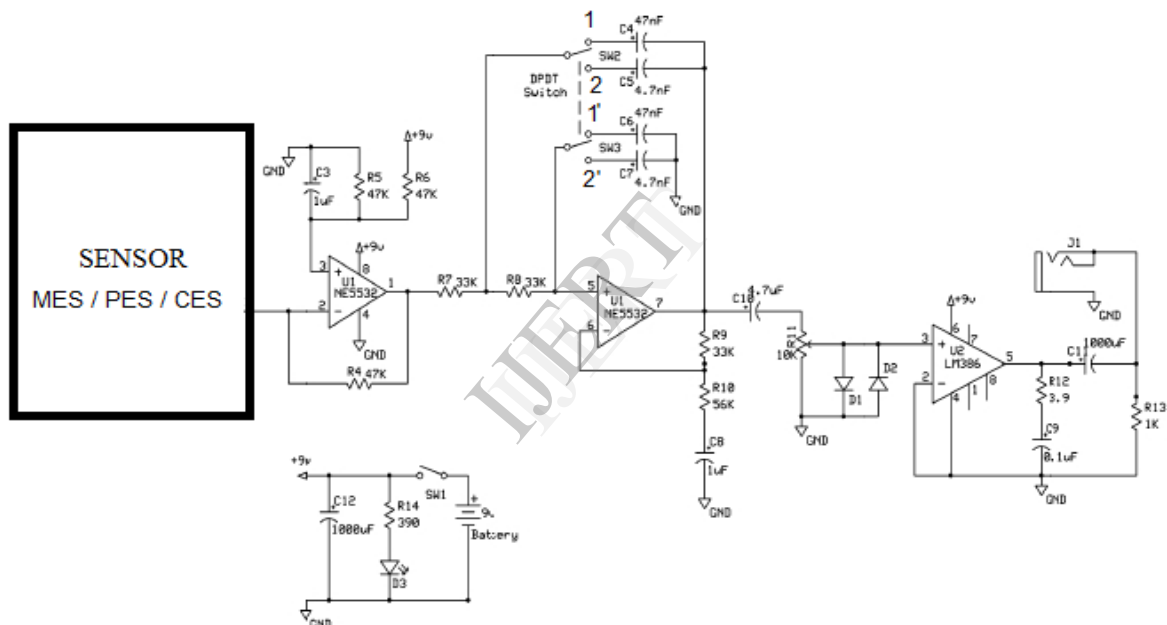 SENSOR
MES / PES / CES
GND
C3
1uF
R5
47K
+9v
R6
47K
+9v
3
+
8
U1
NE5532
1
2
-
4
GND
R4 47K
R7 33K
R8 33K
DPDT
Switch
1
SW2
2
C4
47nF
C5
4.7nF
1'
SW3
2'
C6
47nF
C7
4.7nF
GND
5
+
U1
NE5532
7
6
-
R9
33K
R10
56K
C8
1uF
GND
4.7uF
C10
R11
10K
GND
D1
D2
+9v
3
+
6
7
U2
LM386
5
2
-
4
1
8
R12
3.9
C9
0.1uF
GND
1000uF
C11
J1
GND
R13
1K
IJERT
+9v
C12
1000uF
R14
390
D3
SW1
+
Battery
GND